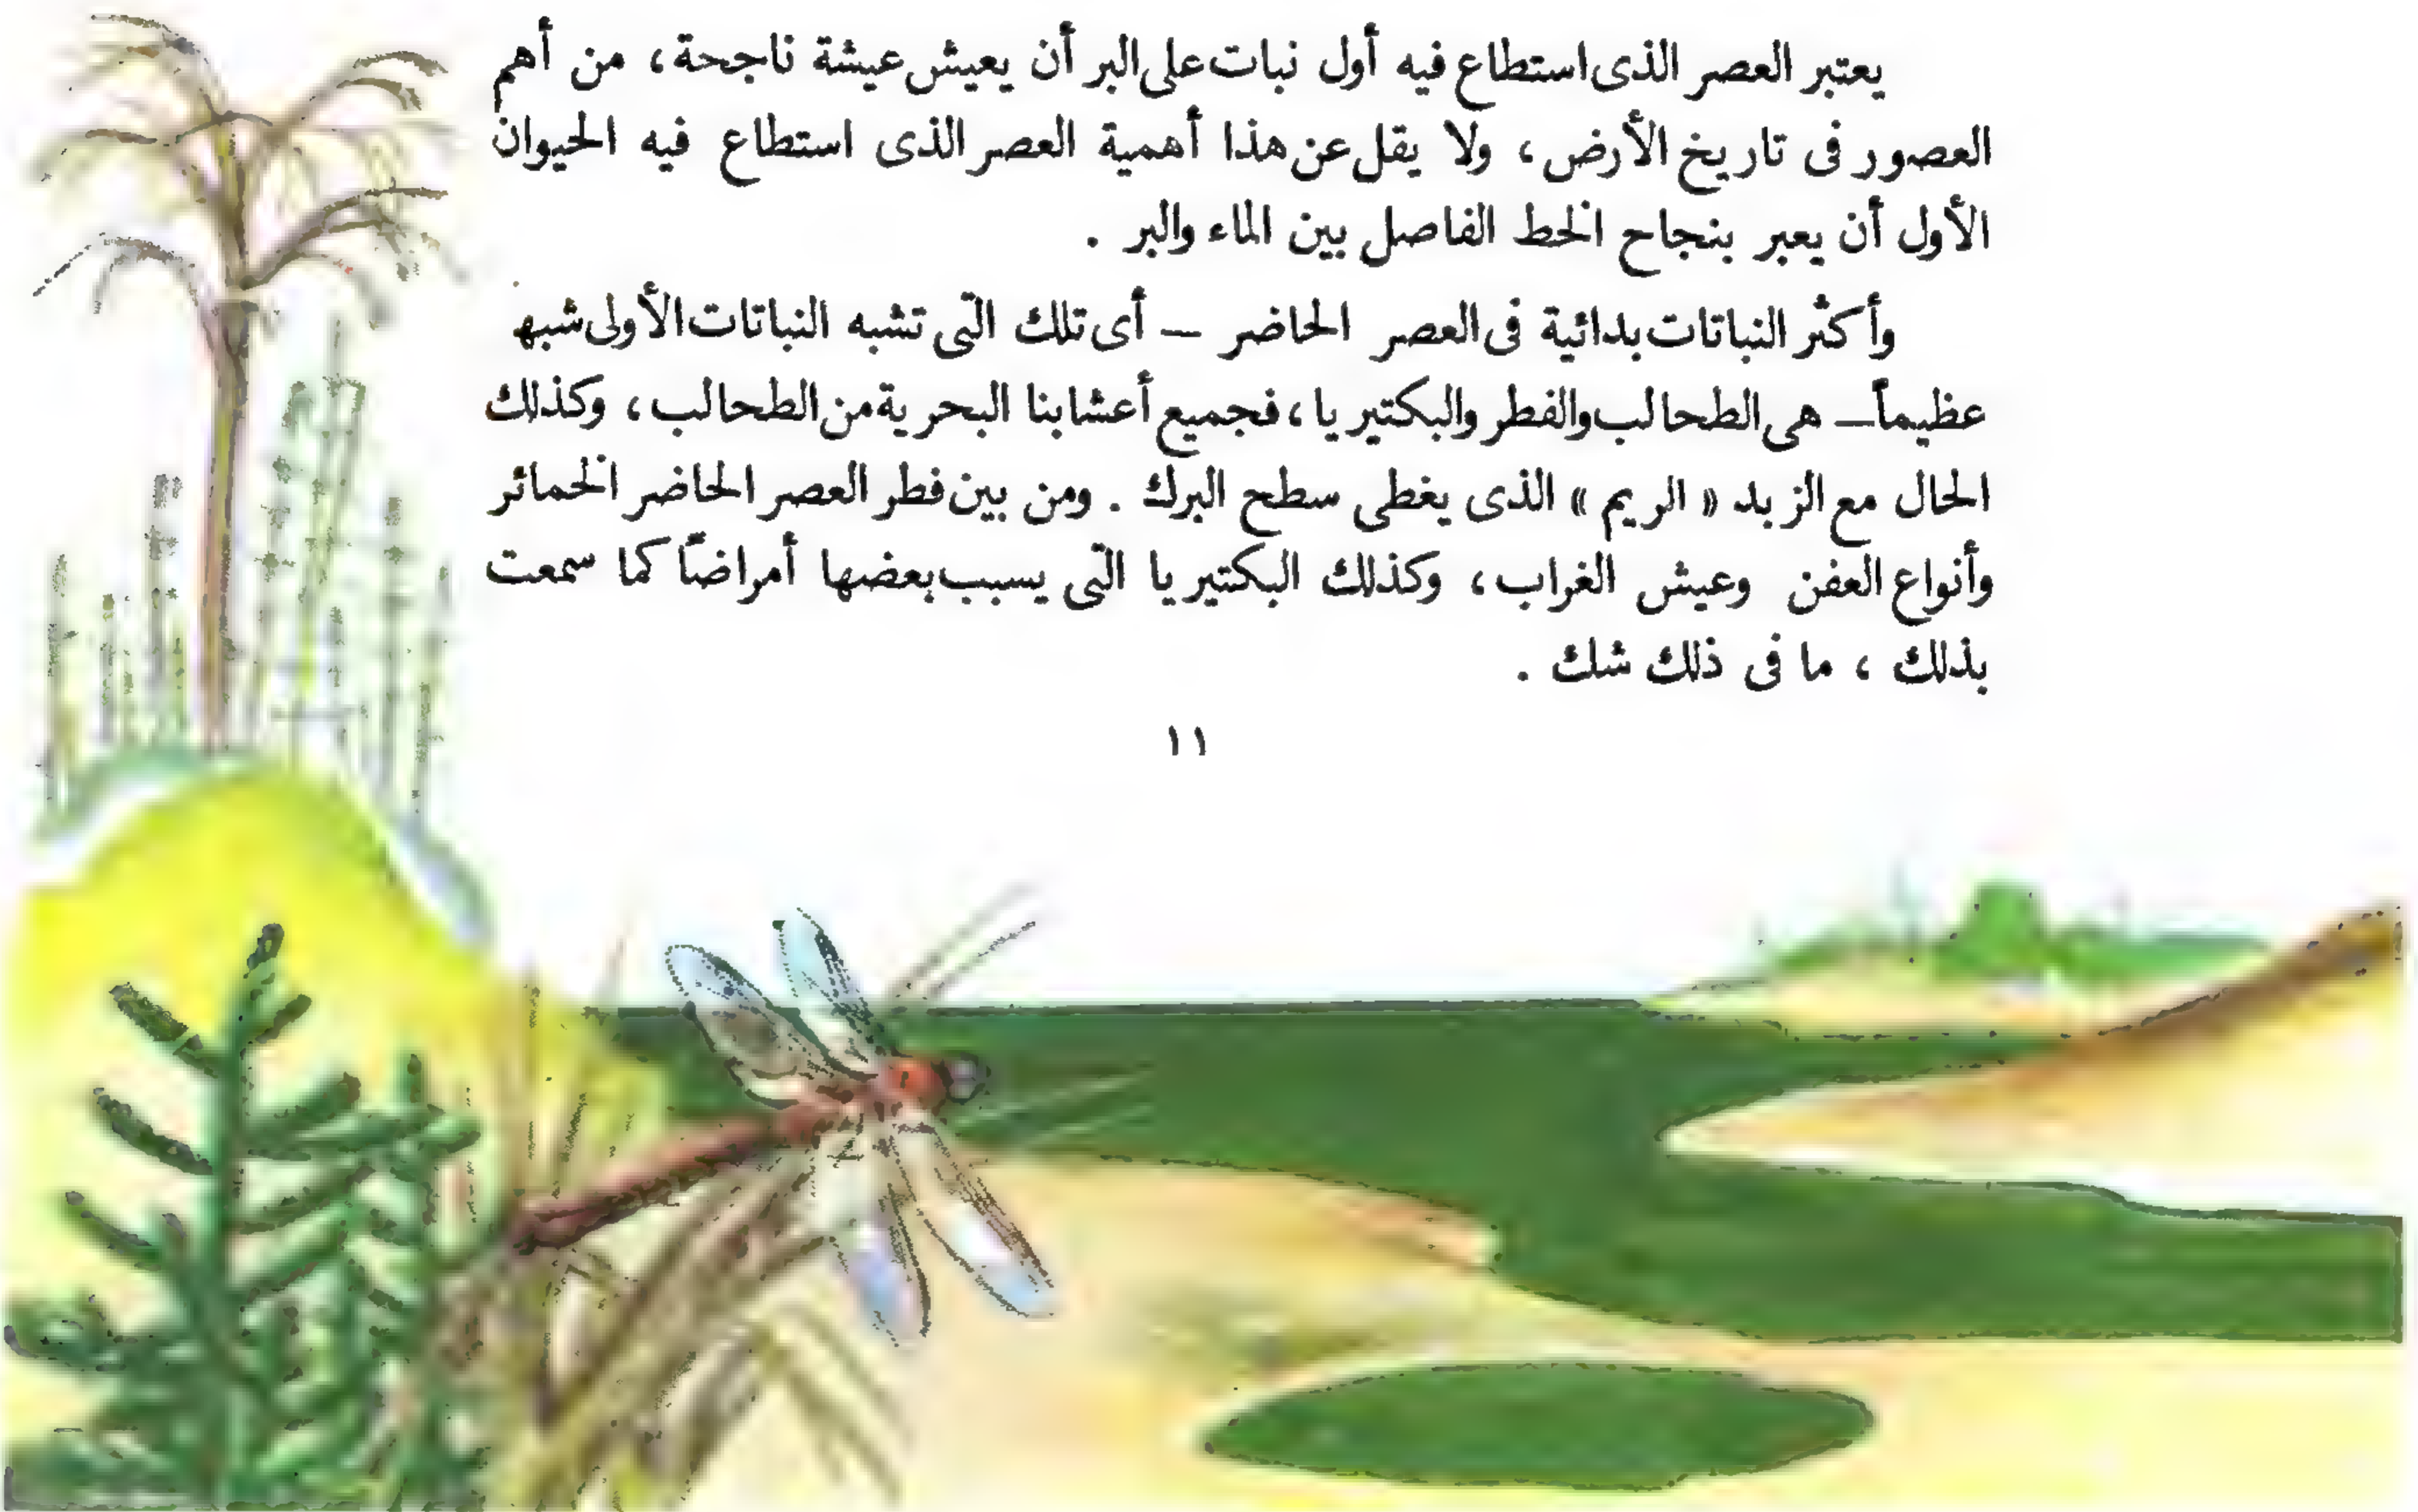 يعتبر العصر الذى استطاع فيه أول نبات على البر أن يعيش عيشة ناجحة، من أهم
العصور فى تاريخ الأرض، ولا يقل عن هذا أهمية العصر الذى استطاع فيه الحيوان
الأول أن يعبر بنجاح الخط الفاصل بين الماء والبر .
وأكثر النباتات بدائية فى العصر الحاضر — أى تلك التى تشبه النباتات الأولى شبهاً
عظيماً — هى الطحالب والفطر والبكتيريا، فجميع أعشابنا البحرية من الطحالب، وكذلك
الحال مع الزبد « الريم » الذى يغطى سطح البرك . ومن بين فطر العصر الحاضر الخمائر
وأنواع العفن وعيش الغراب، وكذلك البكتيريا التى يسبب بعضها أمراضاً كما سمعت
بذلك ، ما فى ذلك شك .
١١